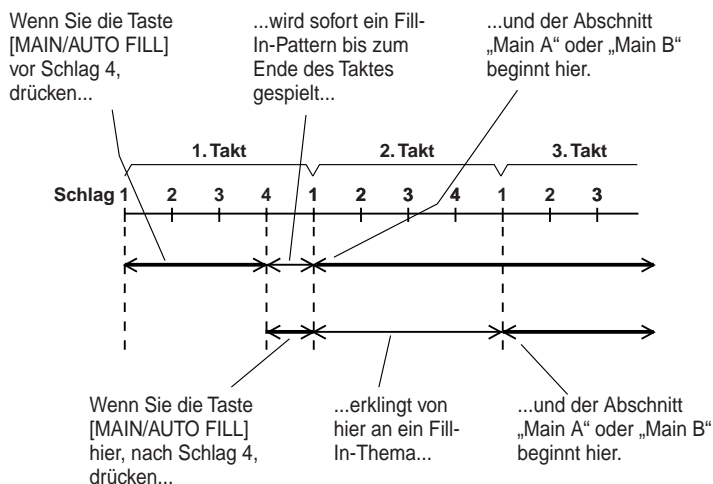 Wenn Sie die Taste
[MAIN/AUTO FILL]
vor Schlag 4,
drücken...
...wird sofort ein Fill-
In-Pattern bis zum
Ende des Taktes
gespielt...
...und der Abschnitt
„Main A“ oder „Main B“
beginnt hier.
1. Takt 2. Takt 3. Takt
Schlag 1 2 3 4 1 2 3 4 1 2 3
Wenn Sie die Taste
[MAIN/AUTO FILL]
hier, nach Schlag 4,
drücken...
...erklingt von
hier an ein Fill-
In-Thema...
...und der Abschnitt
„Main A“ oder „Main B“
beginnt hier.